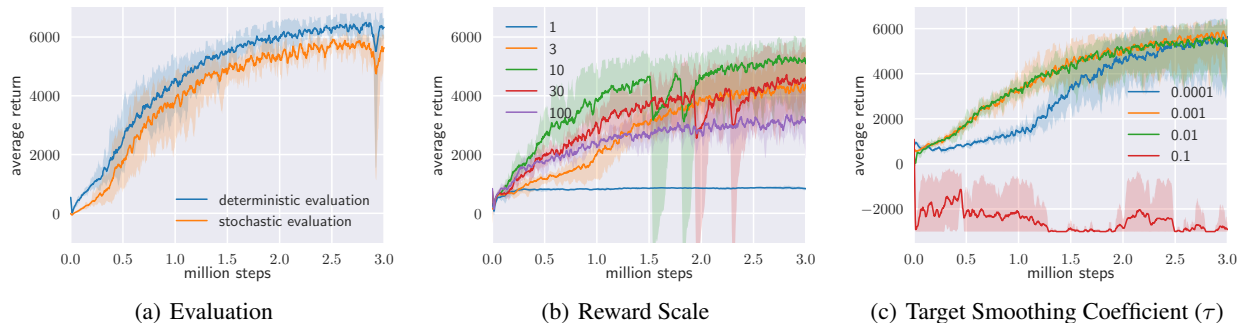 average return
6000
4000
2000
0
deterministic evaluation
stochastic evaluation
0.0 0.5 1.0 1.5 2.0 2.5 3.0
million steps
(a) Evaluation
average return
6000
4000
2000
0
1
3
10
30
100
0.0 0.5 1.0 1.5 2.0 2.5 3.0
million steps
(b) Reward Scale
average return
6000
4000
2000
0
−2000
0.0001
0.001
0.01
0.1
0.0 0.5 1.0 1.5 2.0 2.5 3.0
million steps
(c) Target Smoothing Coefficient (τ)